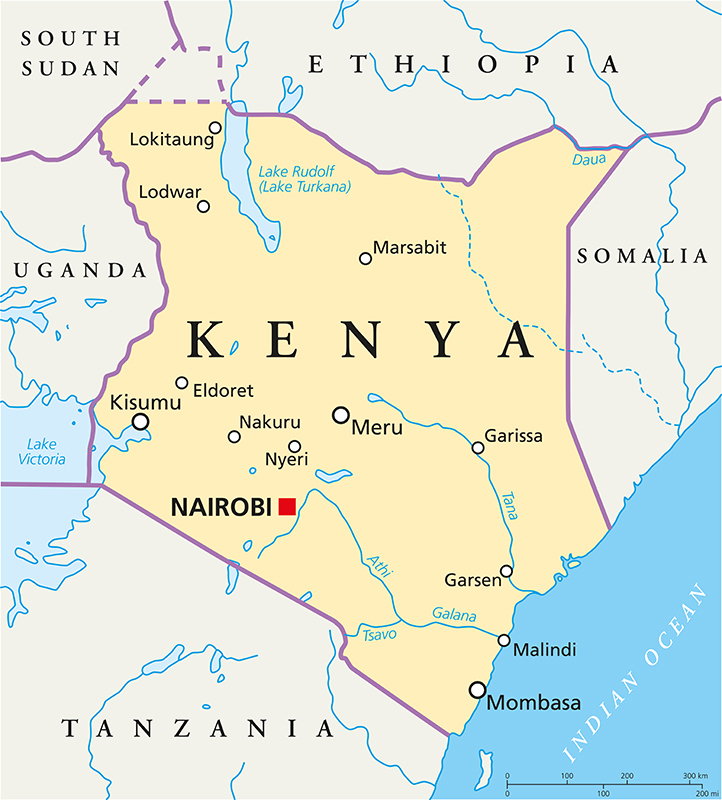 SOUTH
SUDAN
ETHIOPIA
Lokitaung
Daua
Lake Rudolf
(Lake Turkana)
Lodwar
Marsabit
UGANDA
SOMALIA
KENYA
Eldoret
Kisumu
Nakuru
Meru
Garissa
Lake
Victoria
Nyeri
NAIROBI
Tana
Athi
Garsen
Galana
Tsavo
Malindi
INDIAN OCEAN
Mombasa
TANZANIA
0 100 200 300 km
0 100 200 mi